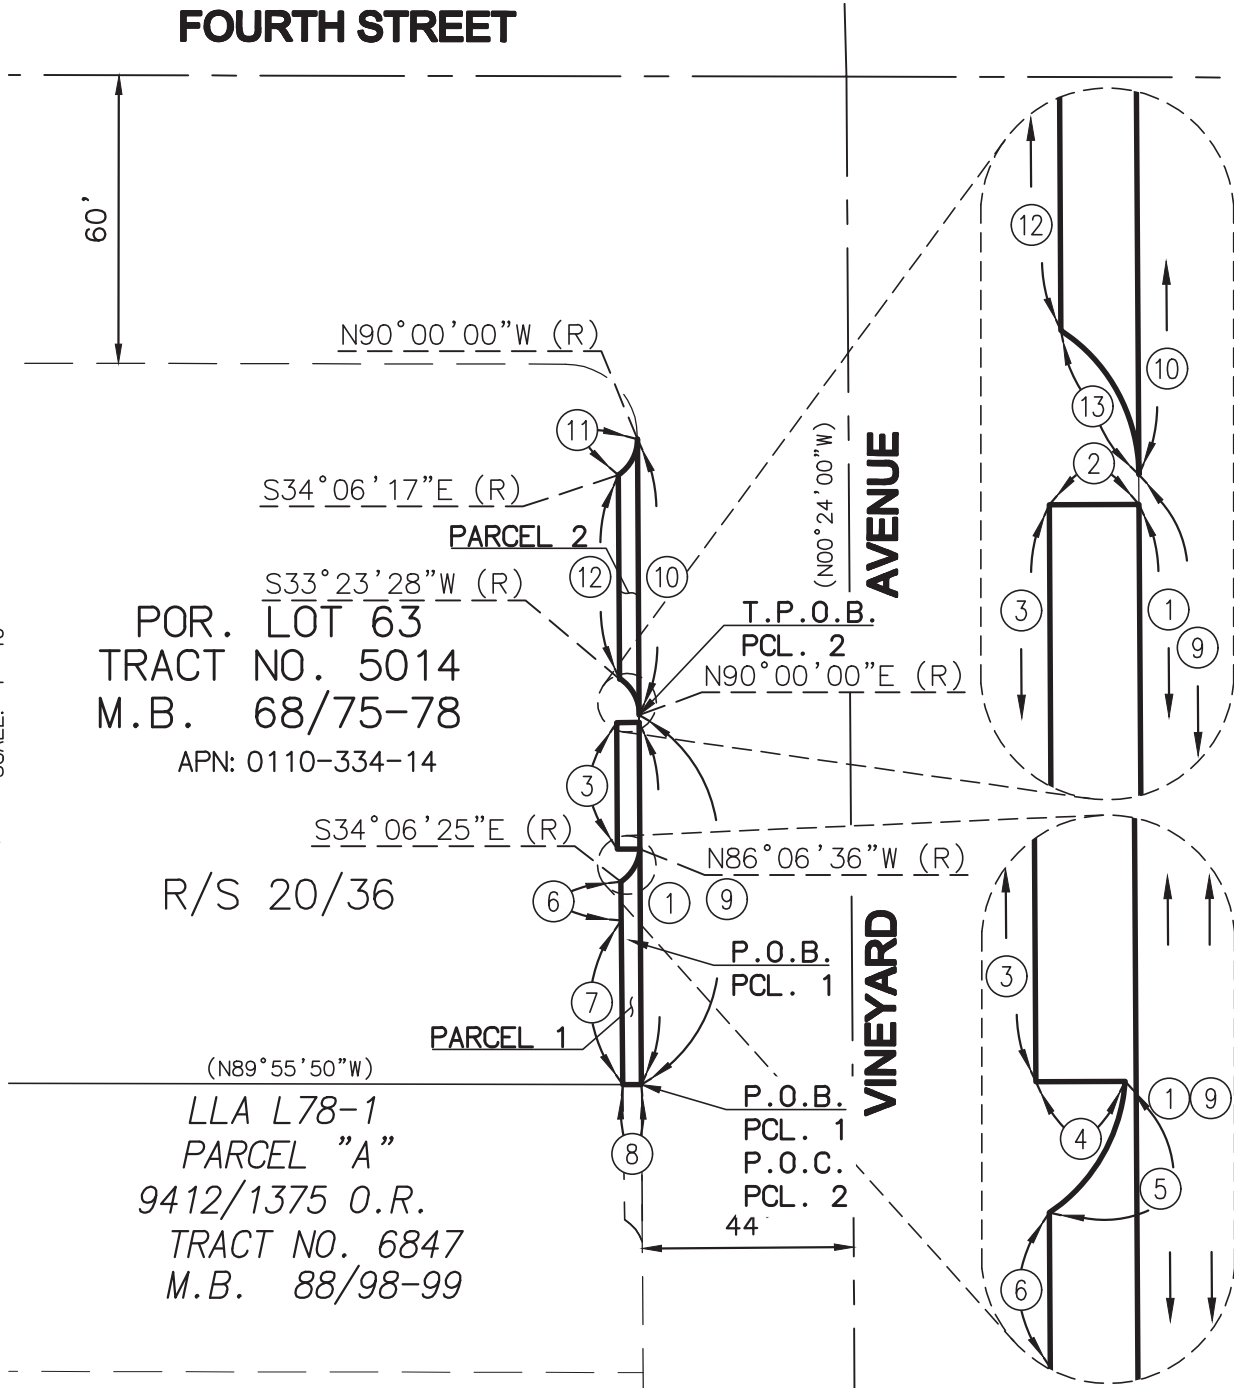 FOURTH STREET
60'
N90°00'00"W (R)
11
S34°06'17"E (R)
PARCEL 2
12
10
S33°23'28"W (R)
(N00°24'00"W)
VINEYARD AVENUE
POR. LOT 63
TRACT NO. 5014
M.B. 68/75-78
APN: 0110-334-14
T.P.O.B.
PCL. 2
N90°00'00"E (R)
3
S34°06'25"E (R)
N86°06'36"W (R)
R/S 20/36
6
1
9
P.O.B.
PCL. 1
7
PARCEL 1
(N89°55'50"W)
LLA L78-1
PARCEL "A"
9412/1375 O.R.
TRACT NO. 6847
M.B. 88/98-99
8
P.O.B.
PCL. 1
P.O.C.
PCL. 2
44
12
10
13
2
3
1
9
3
1
9
4
5
6